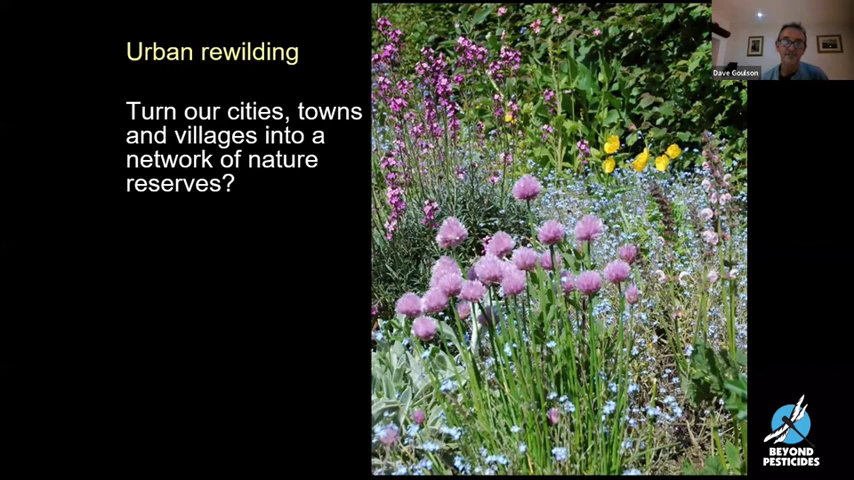 Urban rewilding
Turn our cities, towns
and villages into a
network of nature
reserves?
Dave Goulson
BEYOND
PESTICIDES